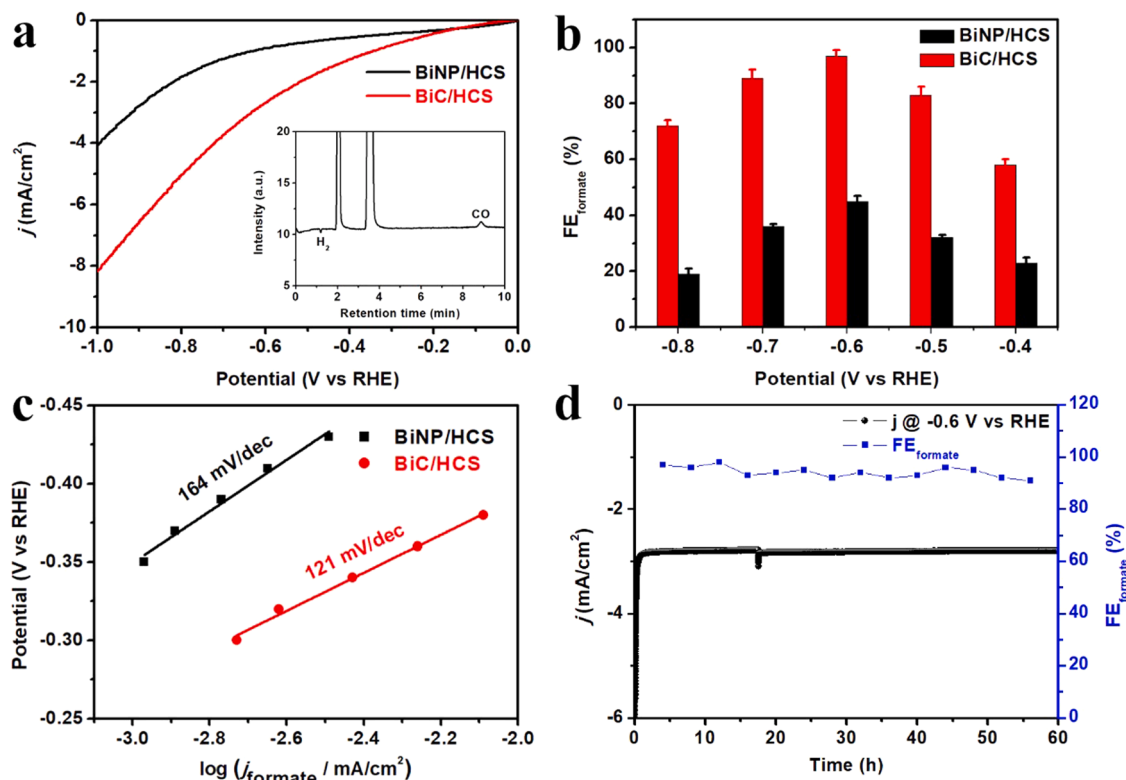 a
0
-2
-4
-6
-8
-10
j (mA/cm²)
-1.0 -0.8 -0.6 -0.4 -0.2 0.0
Potential (V vs RHE)
BiNP/HCS
BiC/HCS
20
15
10
5
Intensity (a.u.)
H₂
CO
0 2 4 6 8 10
Retention time (min)
b
100
80
60
40
20
0
FEformate (%)
BiNP/HCS
BiC/HCS
-0.8 -0.7 -0.6 -0.5 -0.4
Potential (V vs RHE)
c
-0.45
-0.40
-0.35
-0.30
-0.25
Potential (V vs RHE)
BiNP/HCS
BiC/HCS
164 mV/dec
121 mV/dec
-3.0 -2.8 -2.6 -2.4 -2.2 -2.0
log (jformate / mA/cm²)
d
0
-2
-4
-6
j (mA/cm²)
j @ -0.6 V vs RHE
FEformate
120
100
80
60
40
20
0
FEformate (%)
0 10 20 30 40 50 60
Time (h)